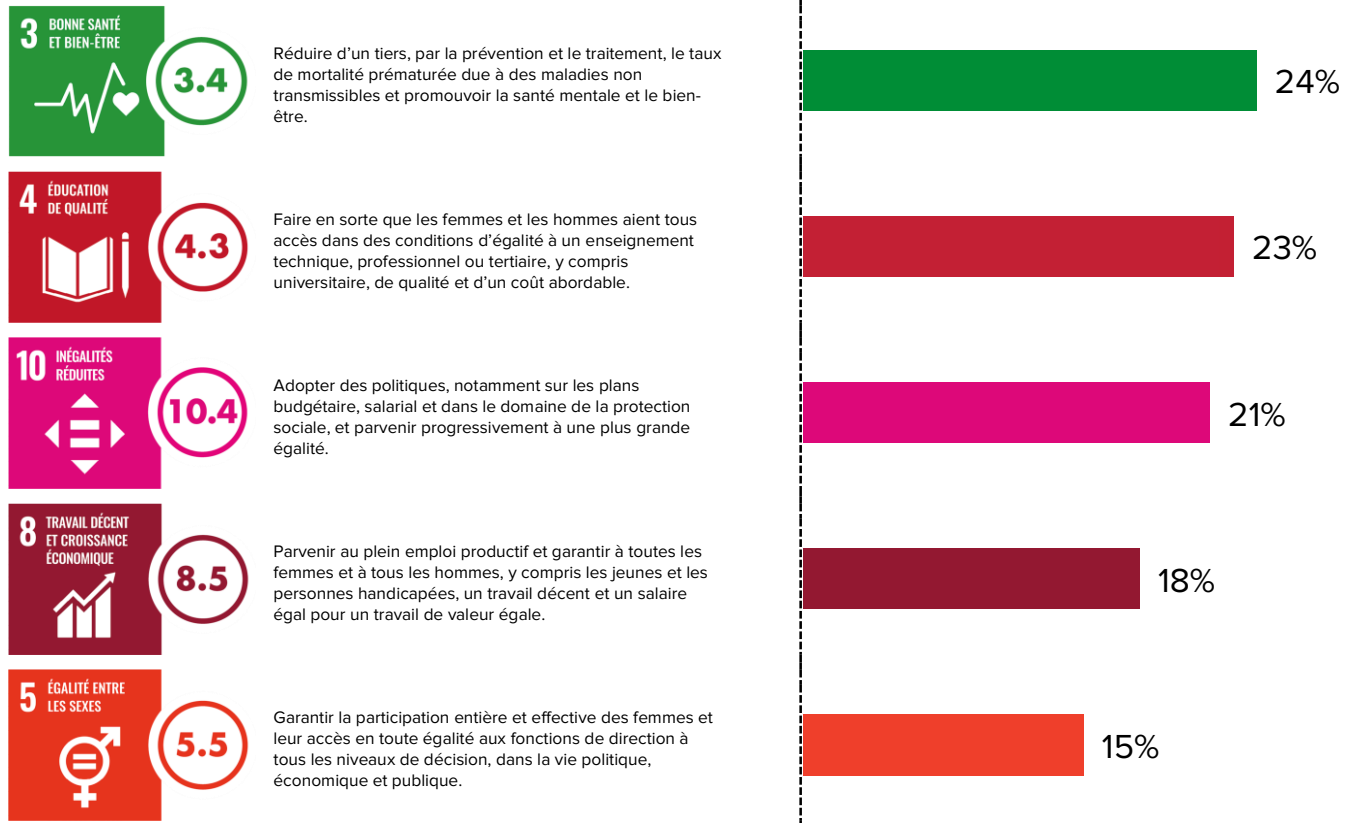 3 BONNE SANTÉ
ET BIEN-ÊTRE
3.4
Réduire d’un tiers, par la prévention et le traitement, le taux
de mortalité prématurée due à des maladies non
transmissibles et promouvoir la santé mentale et le bien-
être.
24%
4 ÉDUCATION
DE QUALITÉ
4.3
Faire en sorte que les femmes et les hommes aient tous
accès dans des conditions d’égalité à un enseignement
technique, professionnel ou tertiaire, y compris
universitaire, de qualité et d’un coût abordable.
23%
10 INÉGALITÉS
RÉDUITES
10.4
Adopter des politiques, notamment sur les plans
budgétaire, salarial et dans le domaine de la protection
sociale, et parvenir progressivement à une plus grande
égalité.
21%
8 TRAVAIL DÉCENT
ET CROISSANCE
ÉCONOMIQUE
8.5
Parvenir au plein emploi productif et garantir à toutes les
femmes et à tous les hommes, y compris les jeunes et les
personnes handicapées, un travail décent et un salaire
égal pour un travail de valeur égale.
18%
5 ÉGALITÉ ENTRE
LES SEXES
5.5
Garantir la participation entière et effective des femmes et
leur accès en toute égalité aux fonctions de direction à
tous les niveaux de décision, dans la vie politique,
économique et publique.
15%